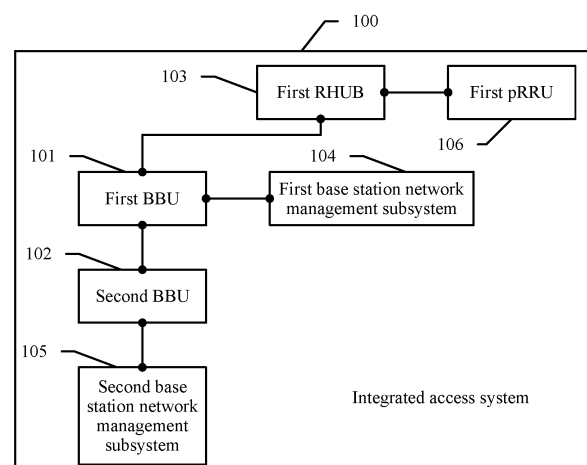 100
103
First RHUB
First pRRU
106
101
104
First BBU
First base station network
management subsystem
102
Second BBU
105
Second base
station network
management
subsystem
Integrated access system